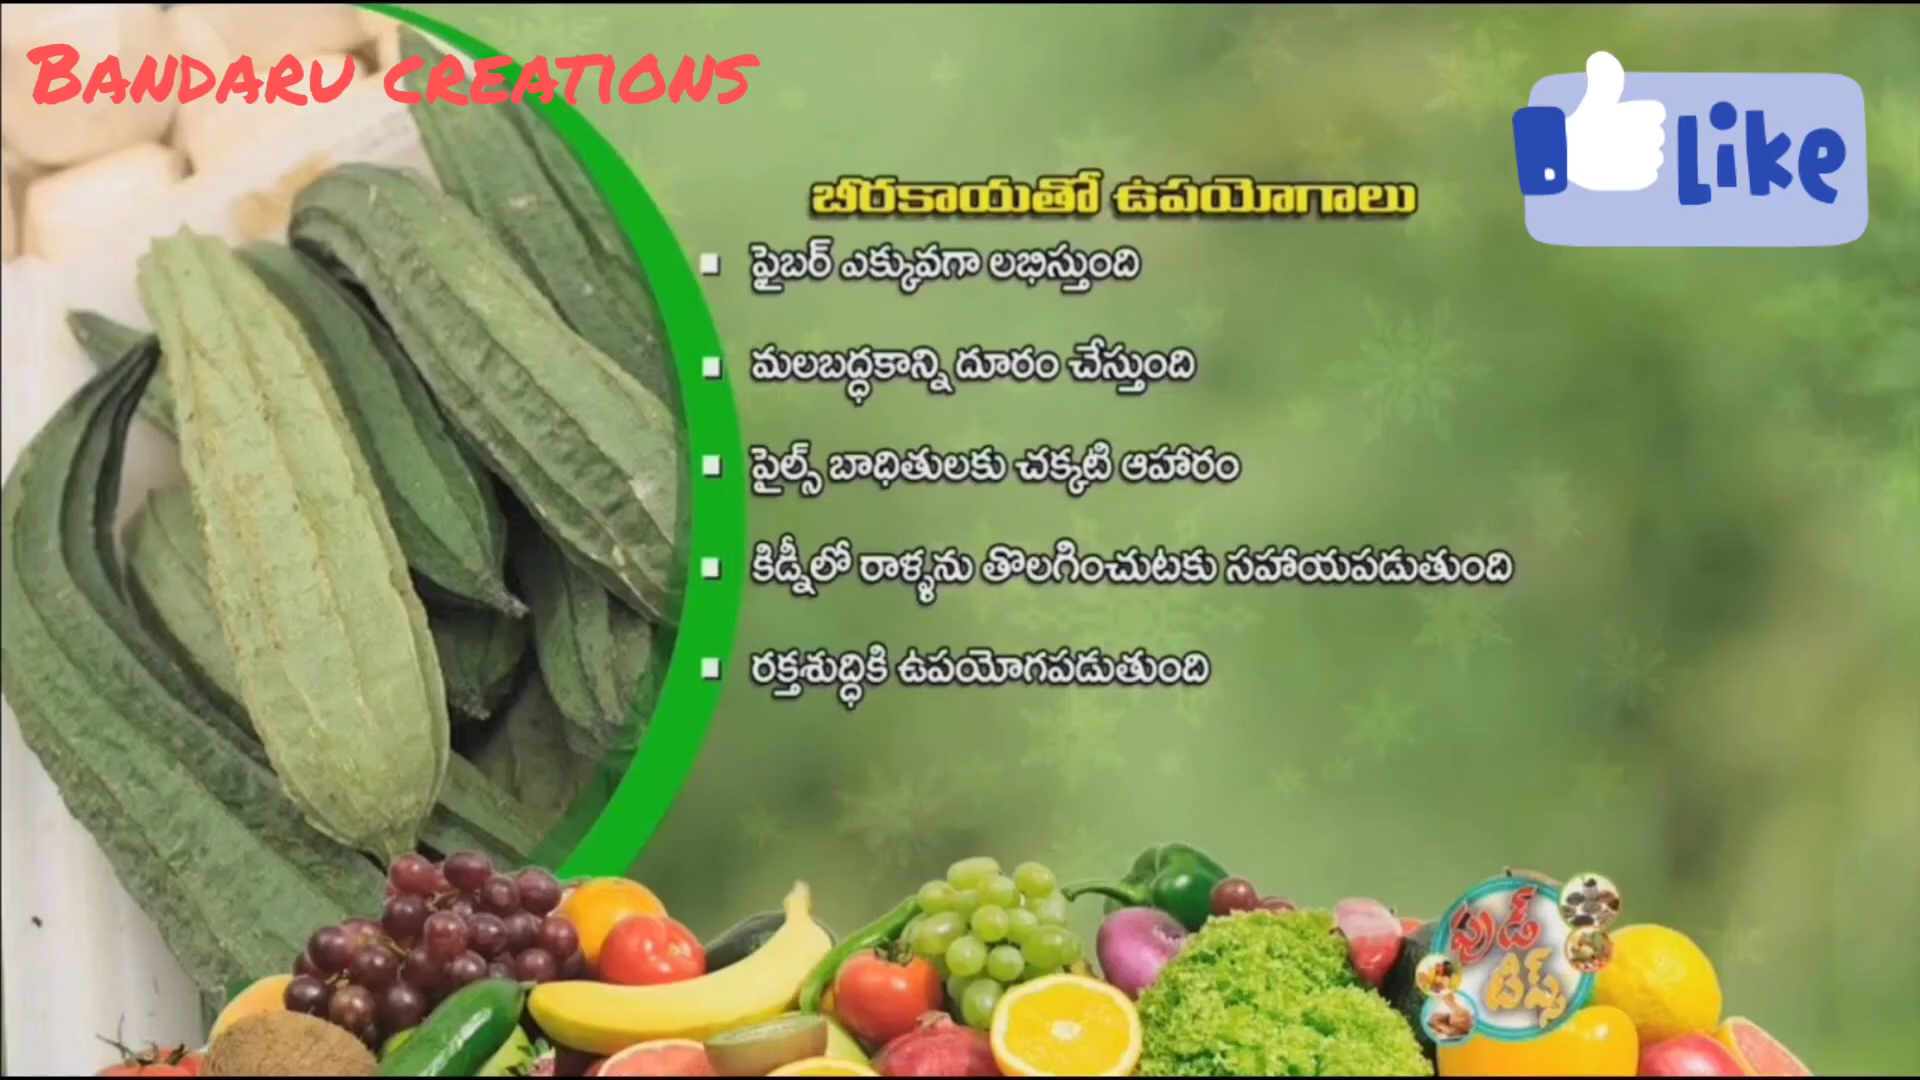 BANDARU CREATIONS
Like
బీరకాయతో ఉపయోగాలు
ఫైబర్ ఎక్కువగా లభిస్తుంది
మలబద్ధకాన్ని దూరం చేస్తుంది
పైల్స్ బాధితులకు చక్కటి ఆహారం
కిడ్నీలో రాళ్ళను తొలగించుటకు సహాయపడుతుంది
రక్తశుద్ధికి ఉపయోగపడుతుంది
ఫుడ్
టిప్స్